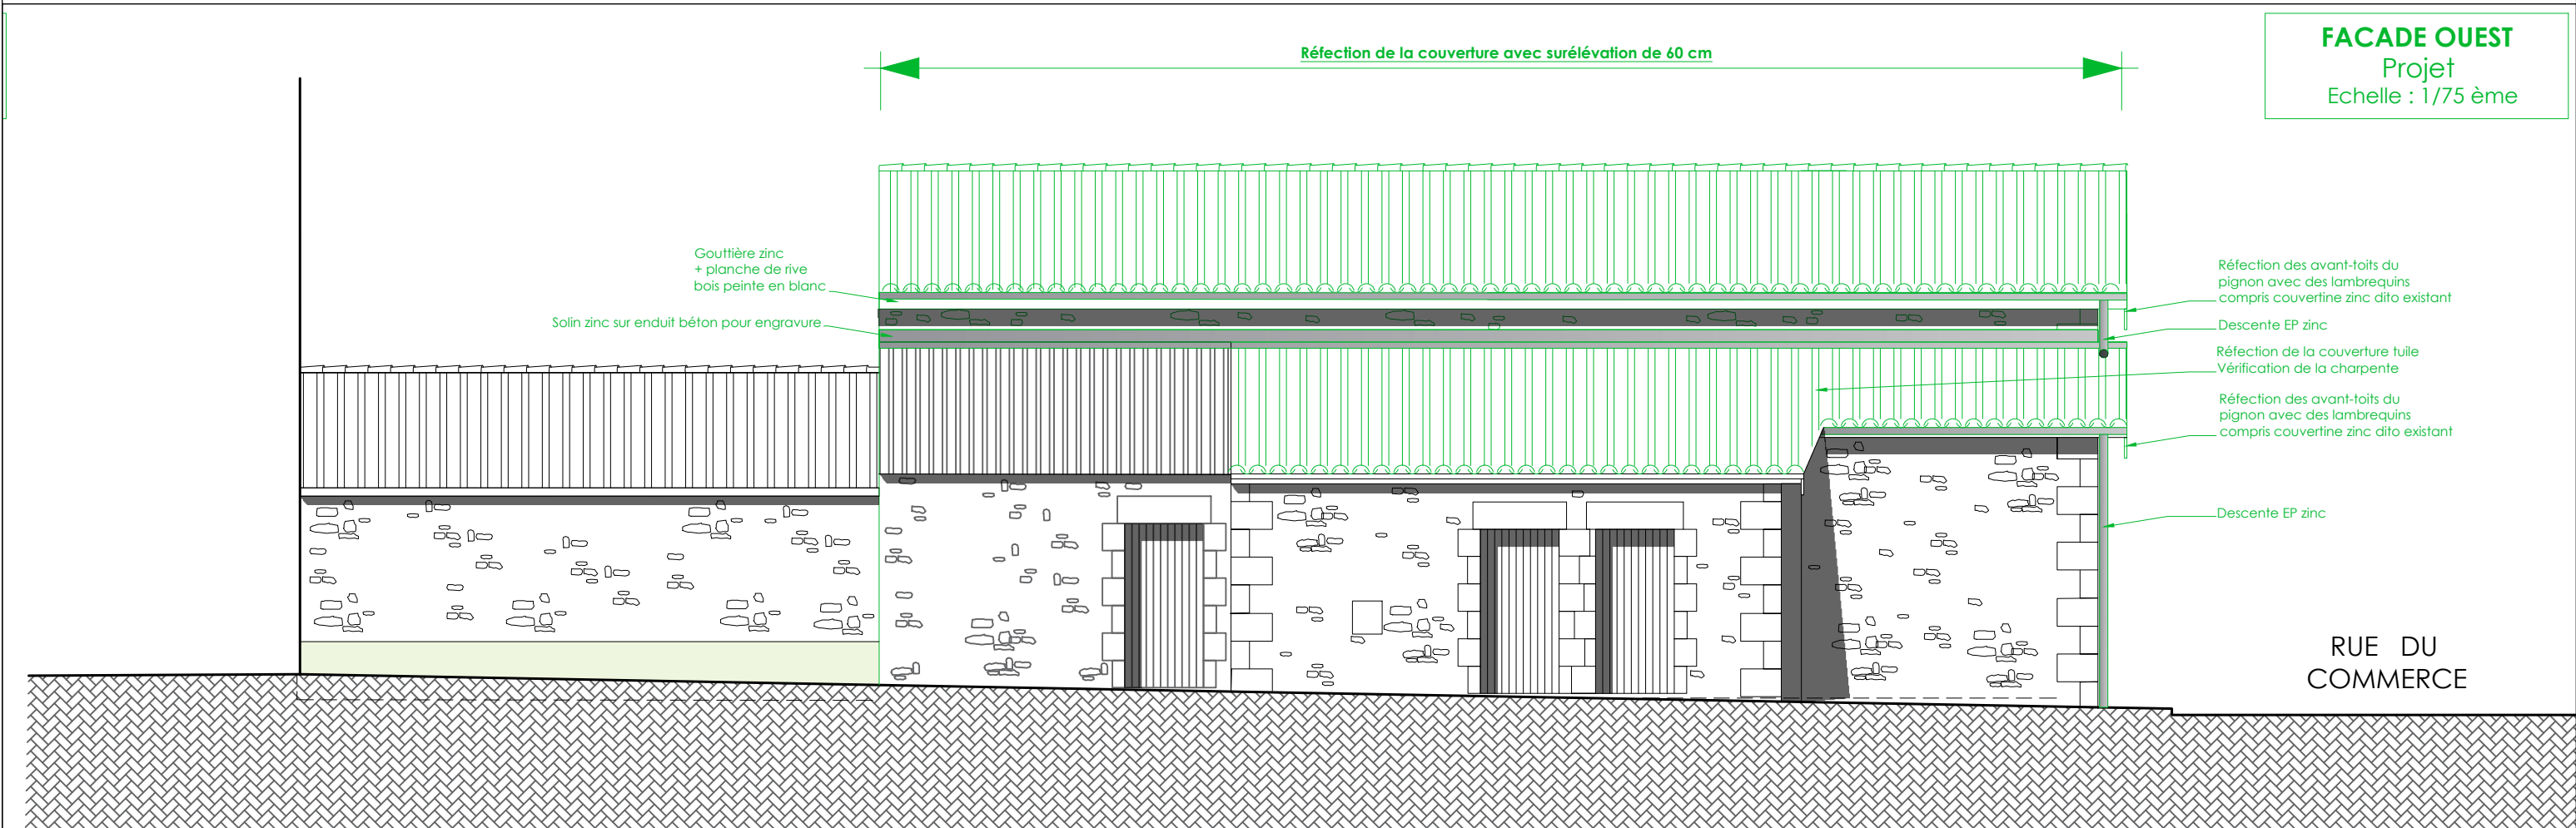 Réfection de la couverture avec surélévation de 60 cm
FACADE OUEST
Projet
Echelle : 1/75 ème
Gouttière zinc
+ planche de rive
bois peinte en blanc
Solin zinc sur enduit béton pour engravure
Réfection des avant-toits du
pignon avec des lambrequins
compris couvertine zinc dito existant
Descente EP zinc
Réfection de la couverture tuile
Vérification de la charpente
Réfection des avant-toits du
pignon avec des lambrequins
compris couvertine zinc dito existant
Descente EP zinc
RUE DU
COMMERCE